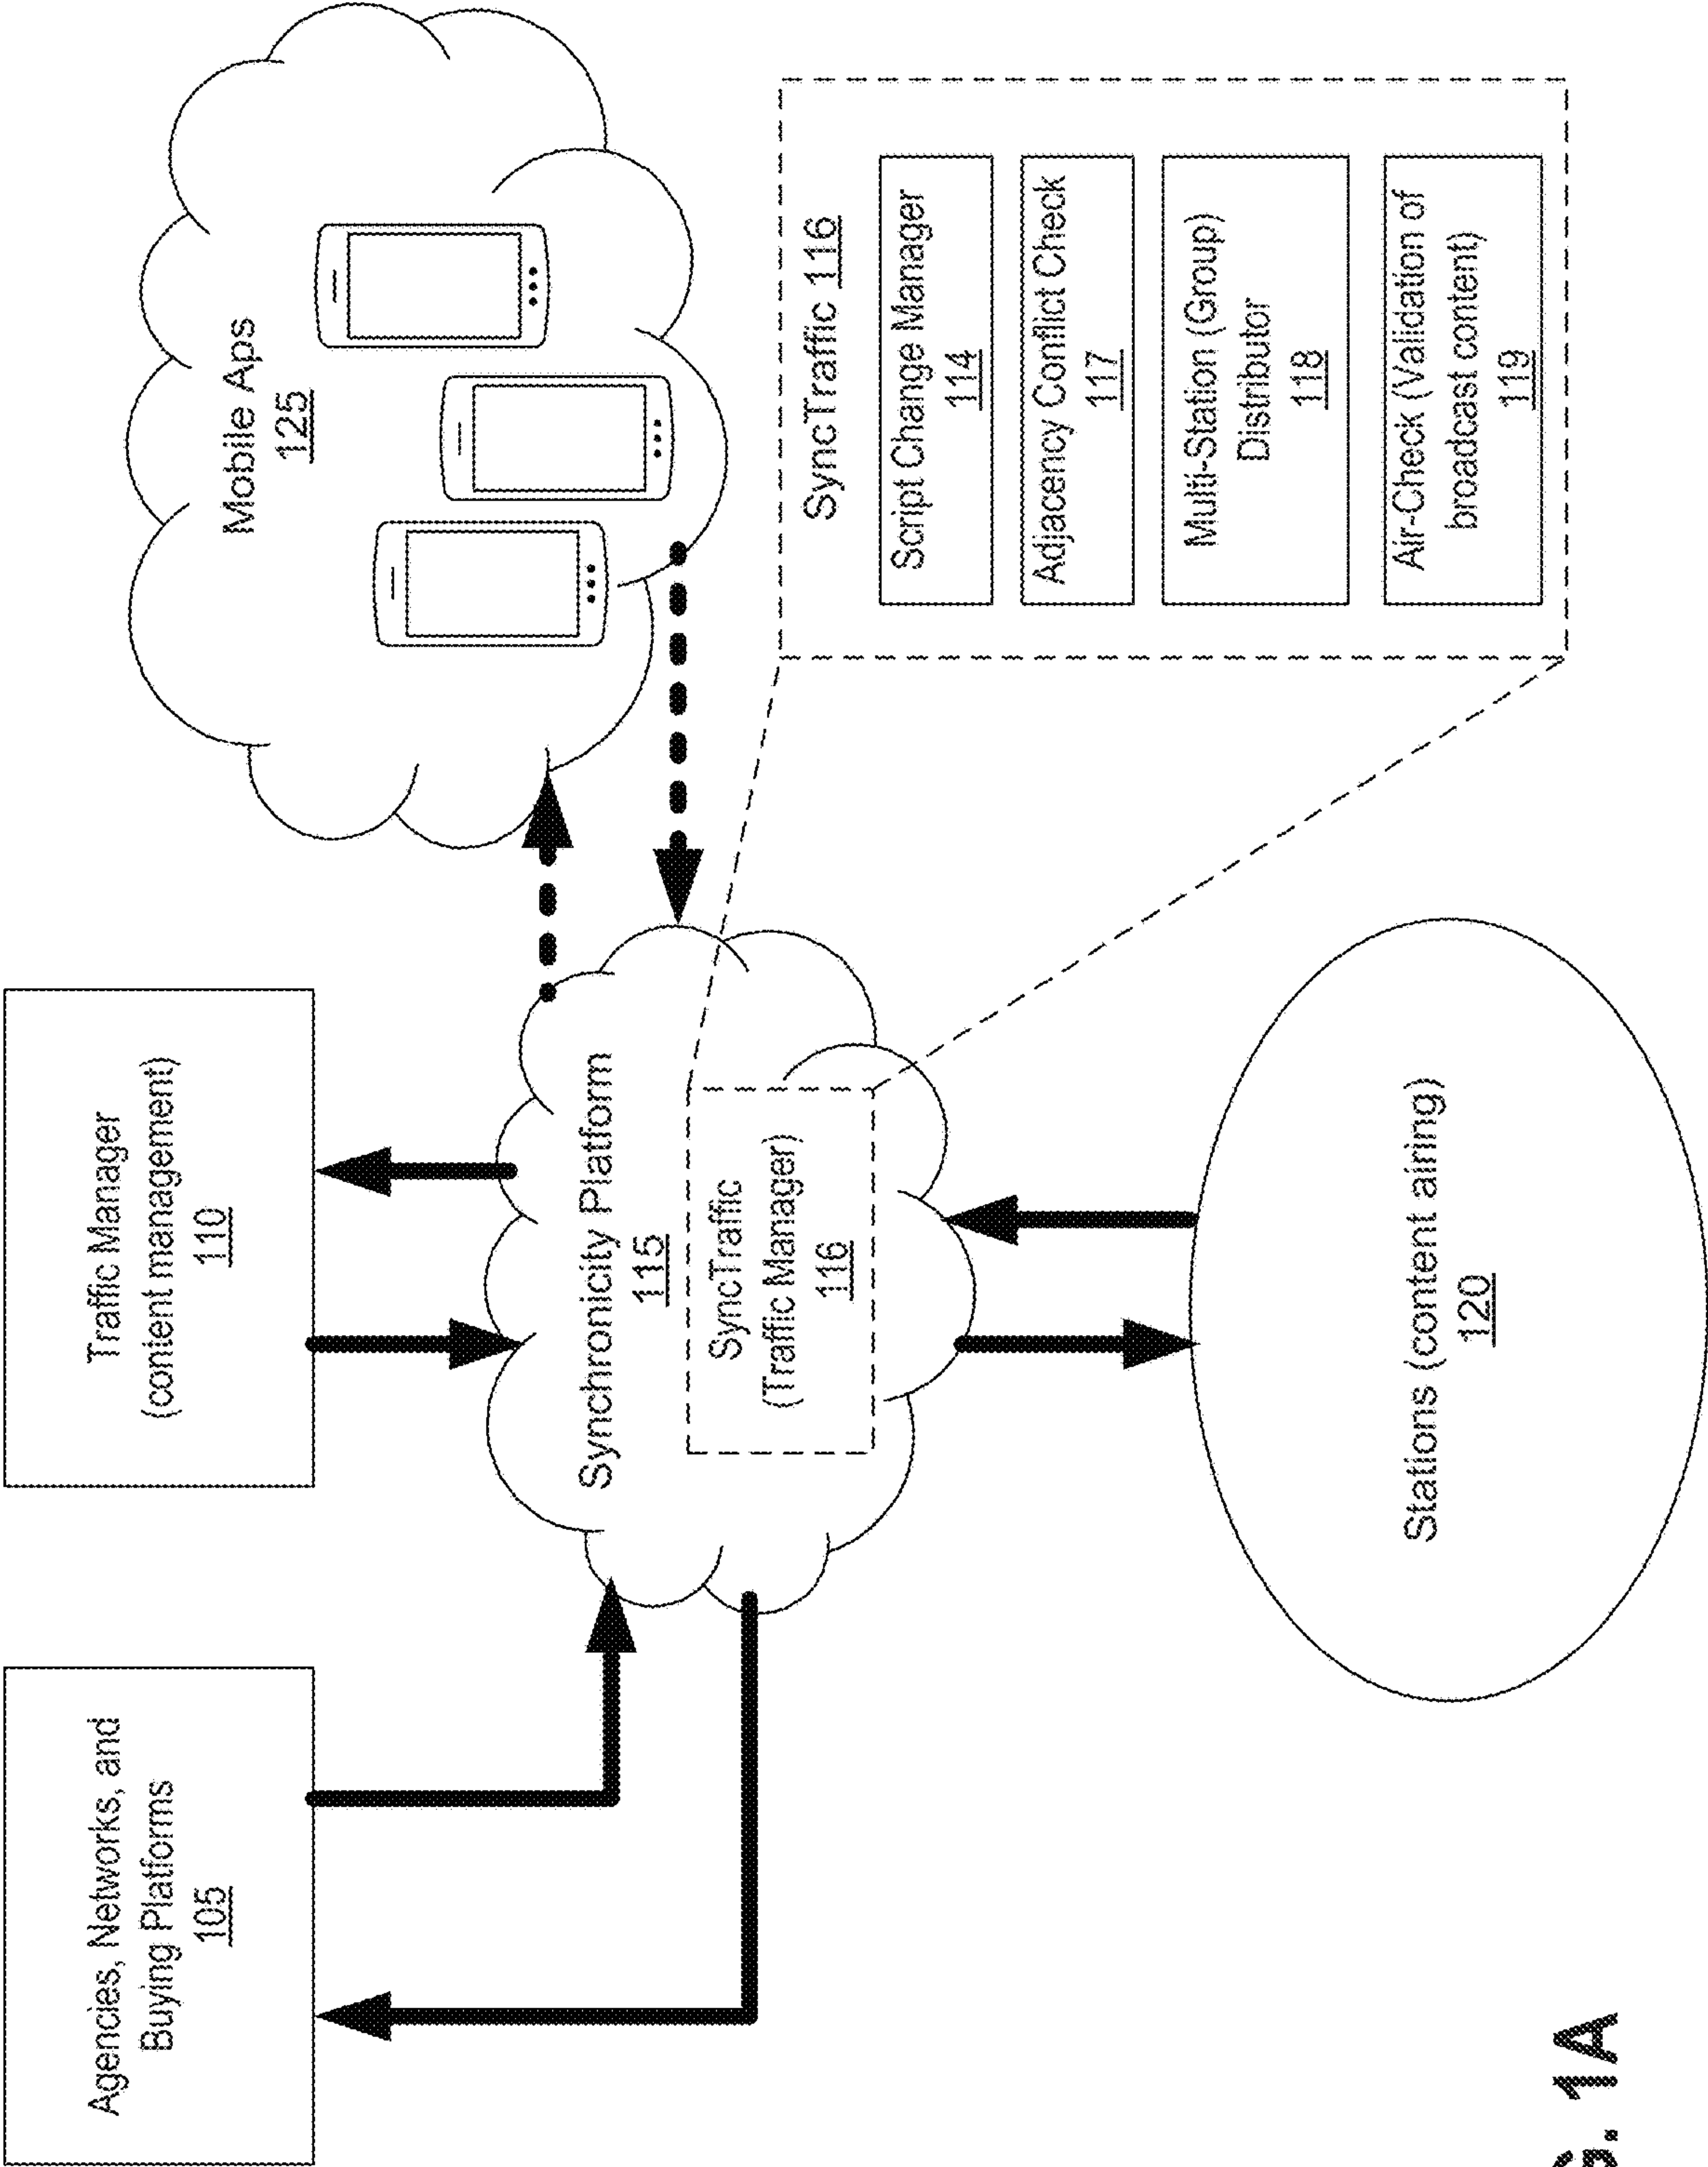 Agencies, Networks, and
Buying Platforms
105
Traffic Manager
(content management)
110
Mobile Aps
125
Synchronicity Platform
115
SyncTraffic
(Traffic Manager)
116
SyncTraffic 116
Script Change Manager
114
Adjacency Conflict Check
117
Multi-Station (Group)
Distributor
118
Air-Check (Validation of
broadcast content)
119
Stations (content airing)
120
G. 1A